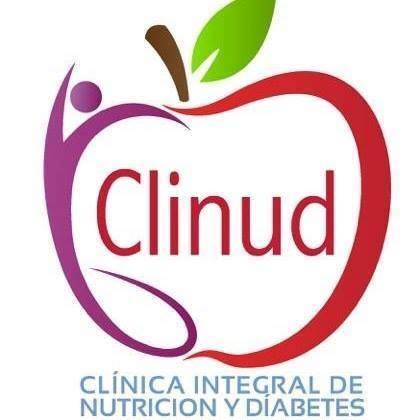 Clinud
CLÍNICA INTEGRAL DE
NUTRICION Y DÍABETES